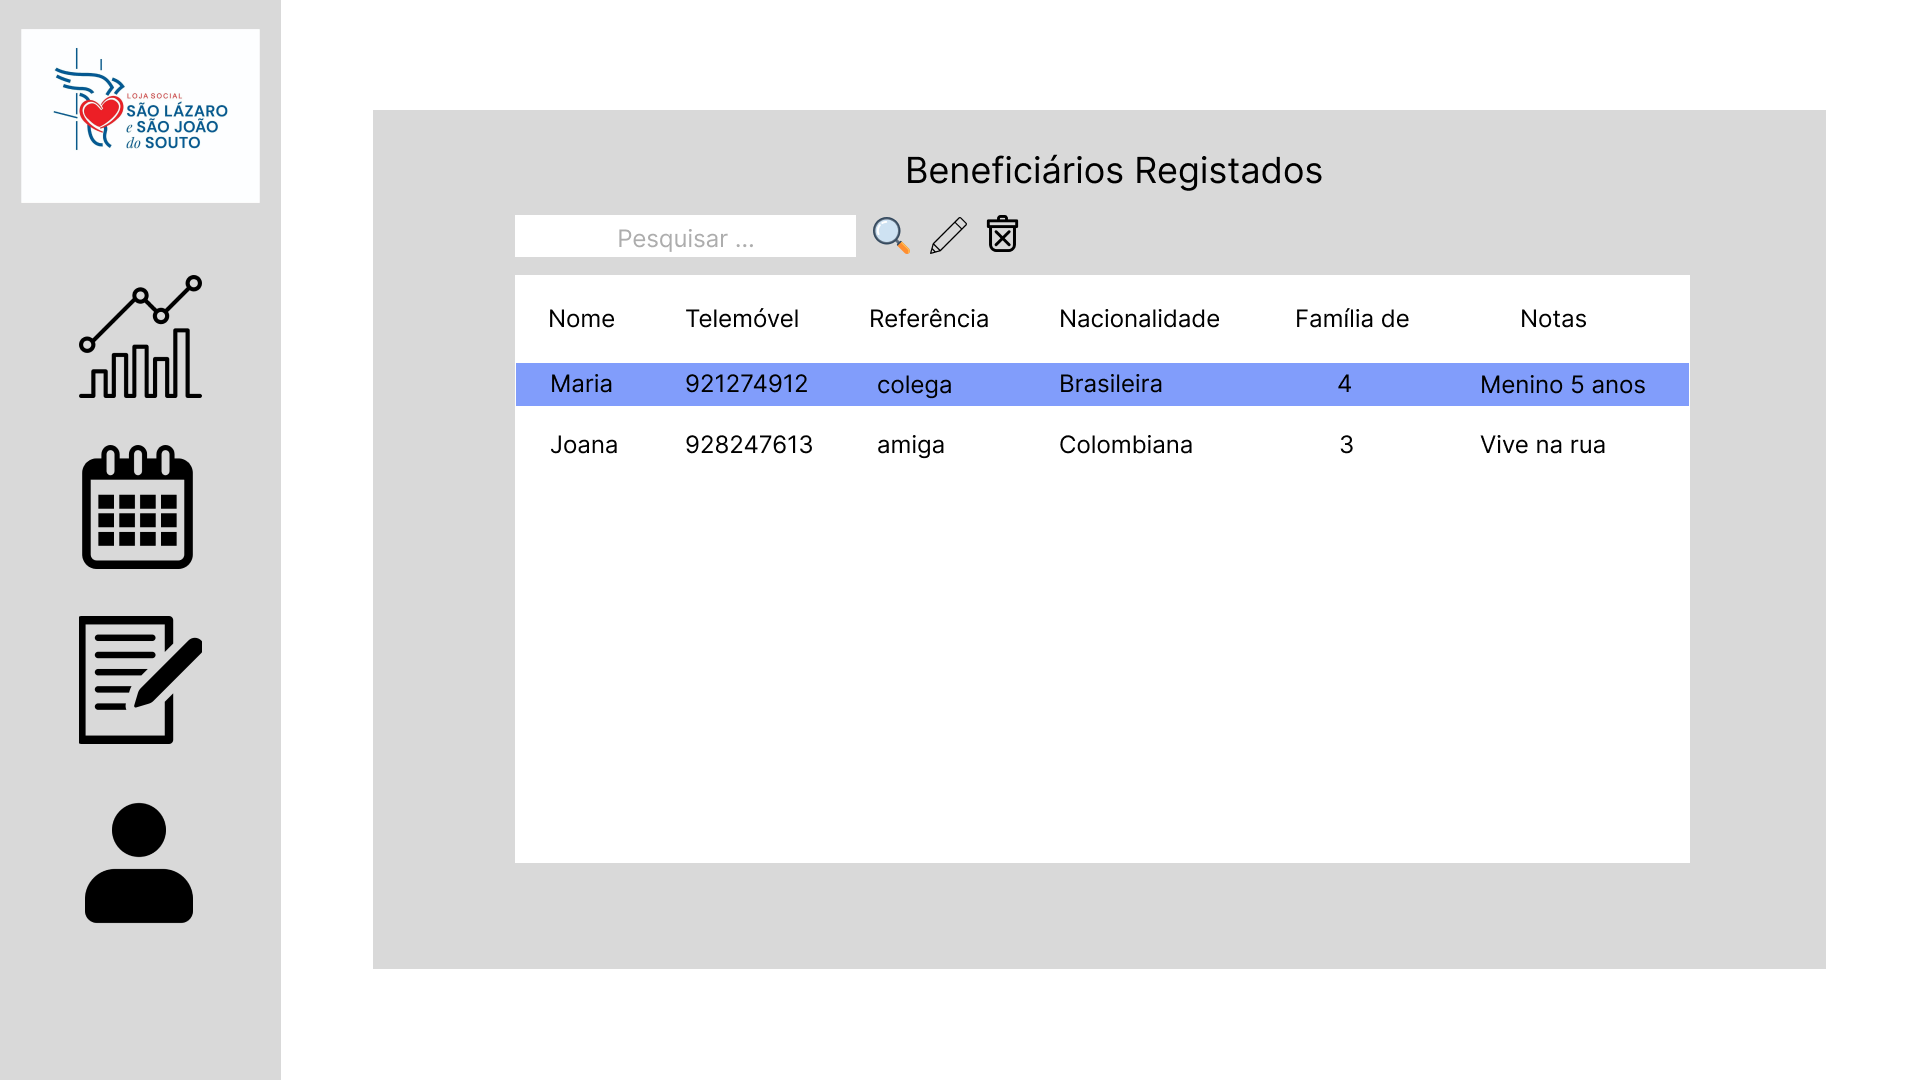 LOJA SOCIAL
SÃO LÁZARO
e SÃO JOÃO
do SOUTO
Beneficiários Registados
Pesquisar ...
Nome Telemóvel Referência Nacionalidade Família de Notas
Maria 921274912 colega Brasileira 4 Menino 5 anos
Joana 928247613 amiga Colombiana 3 Vive na rua